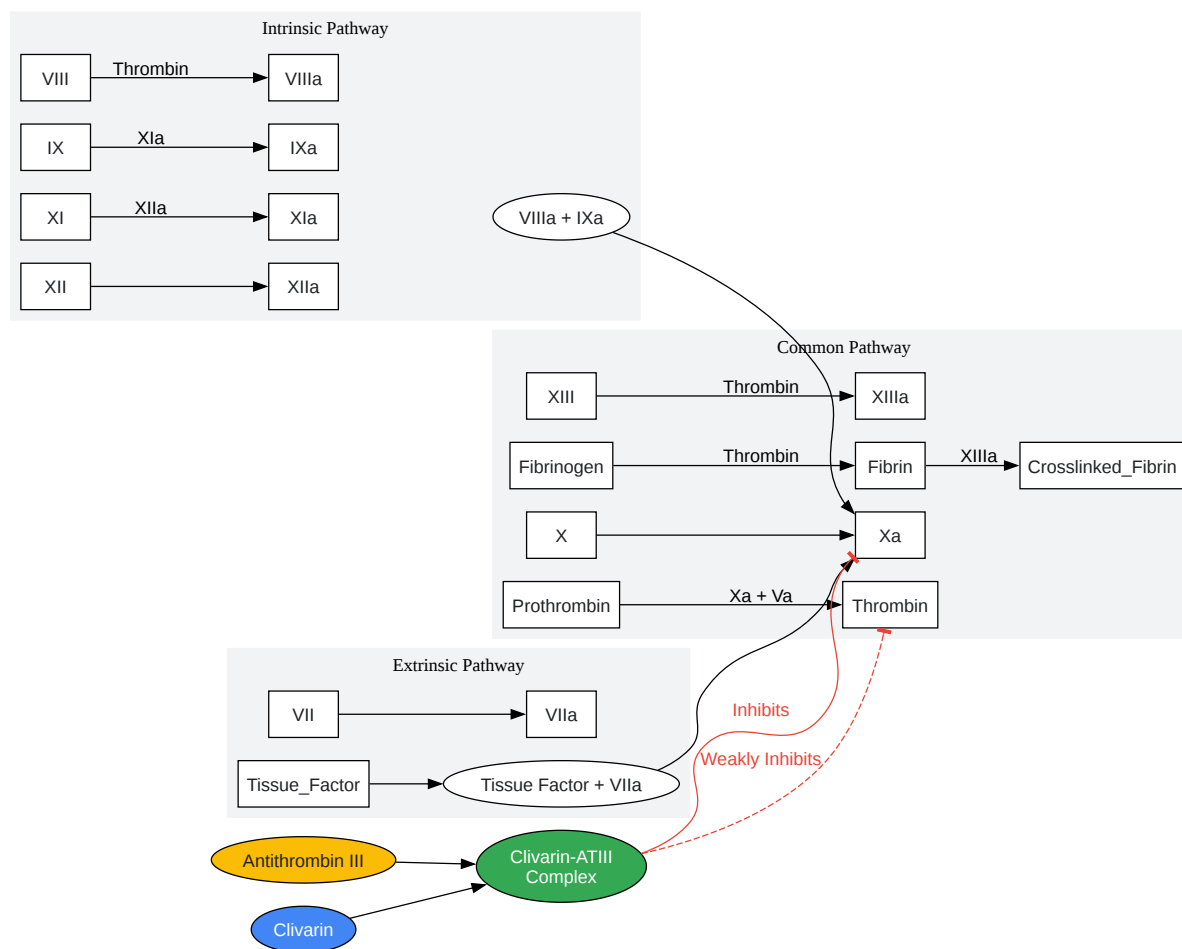 Intrinsic Pathway
VIII
Thrombin
VIIIa
IX
XIa
IXa
XI
XIIa
XIa
VIIIa + IXa
XII
XIIa
Common Pathway
XIII
Thrombin
XIIIa
Fibrinogen
Thrombin
Fibrin
XIIIa
Crosslinked_Fibrin
X
Xa
Prothrombin
Xa + Va
Thrombin
Extrinsic Pathway
VII
VIIa
Inhibits
Weakly Inhibits
Tissue_Factor
Tissue Factor + VIIa
Antithrombin III
Clivarin-ATIII
Complex
Clivarin